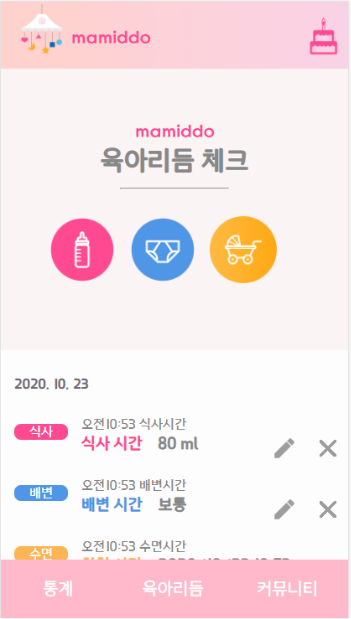 mamiddo
mamiddo
육아리듬 체크
2020. 10. 23
식사
오전10:53 식사시간
식사 시간 80 ml
배변
오전10:53 배변시간
배변 시간 보통
수면
오전10:53 수면시간
통계 육아리듬 커뮤니티